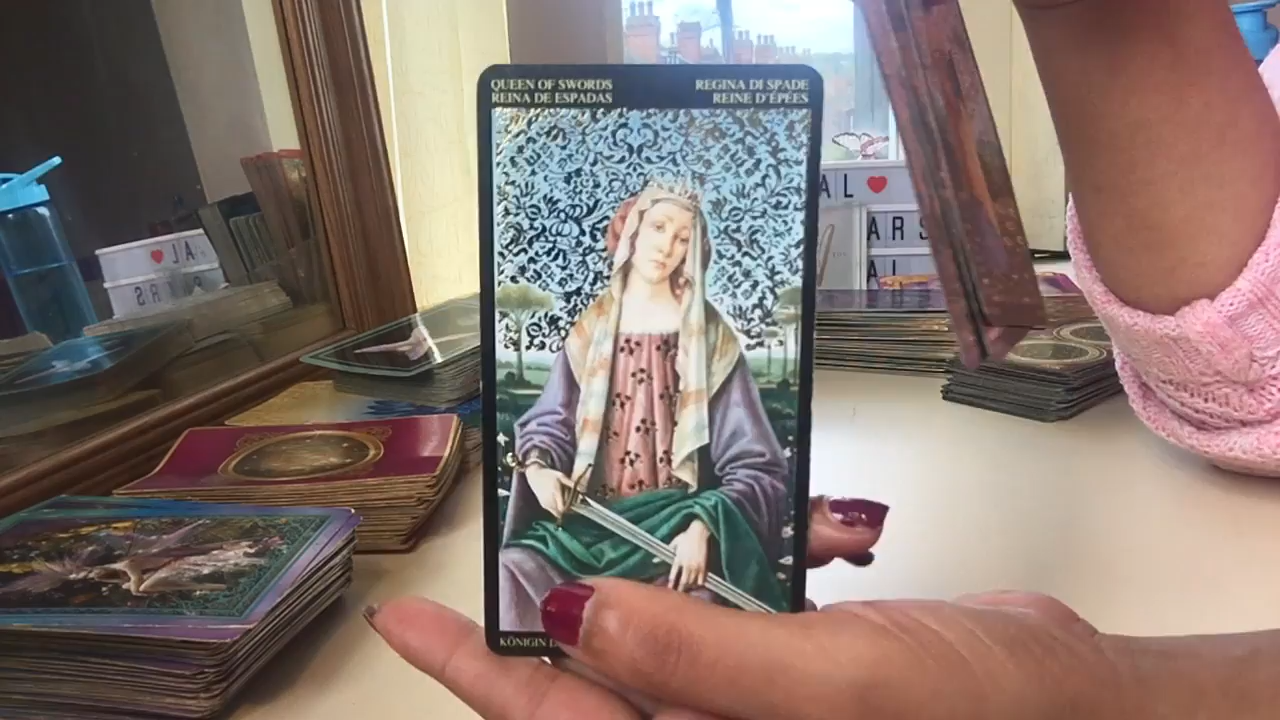 QUEEN OF SWORDS
REINA DE ESPADAS
REGINA DI SPADE
REINE D'ÉPÉES
KÖNIGIN
AL ♥
ARS
AL